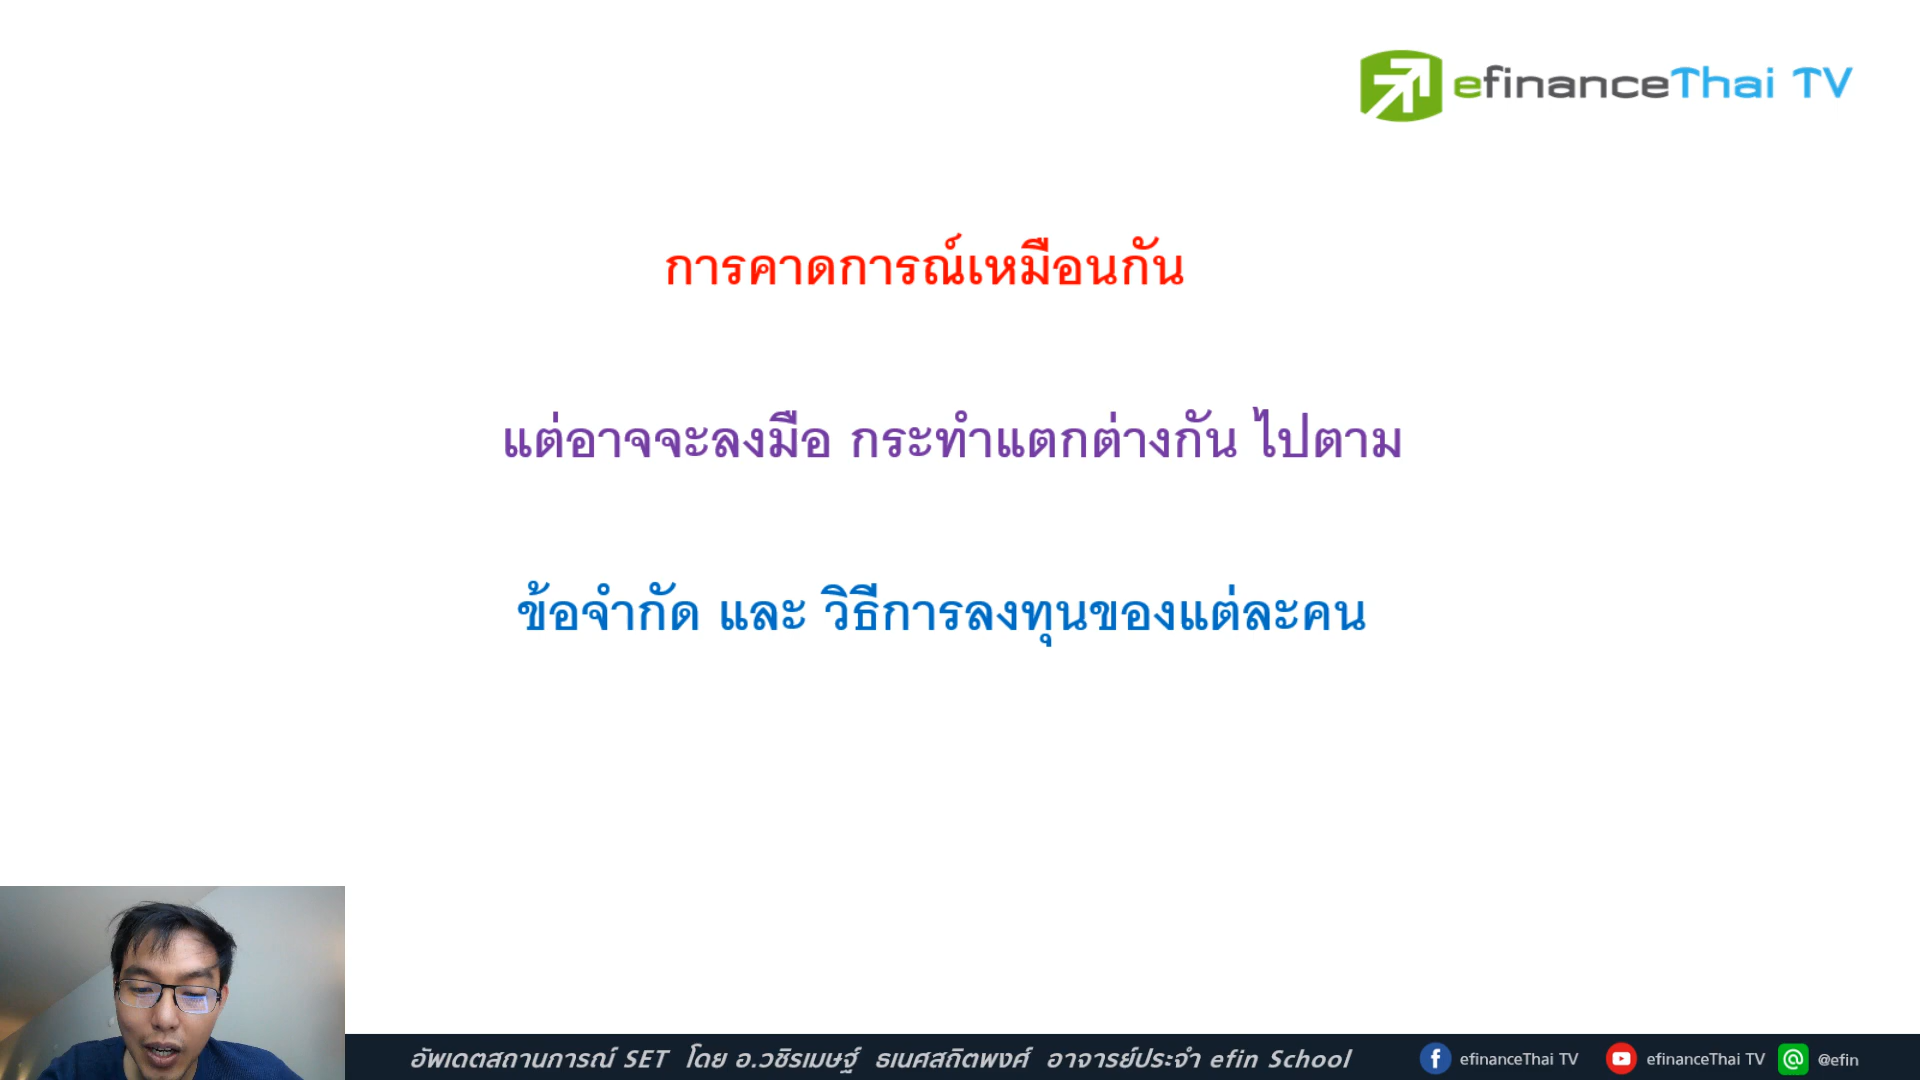 efinanceThai TV
การคาดการณ์เหมือนกัน
แต่อาจจะลงมือ กระทำแตกต่างกัน ไปตาม
ข้อจำกัด และ วิธีการลงทุนของแต่ละคน
อัพเดตสถานการณ์ SET โดย อ.วชิรเมษฐ์ ธเนศสถิตพงศ์ อาจารย์ประจำ efin School
efinanceThai TV efinanceThai TV @efin